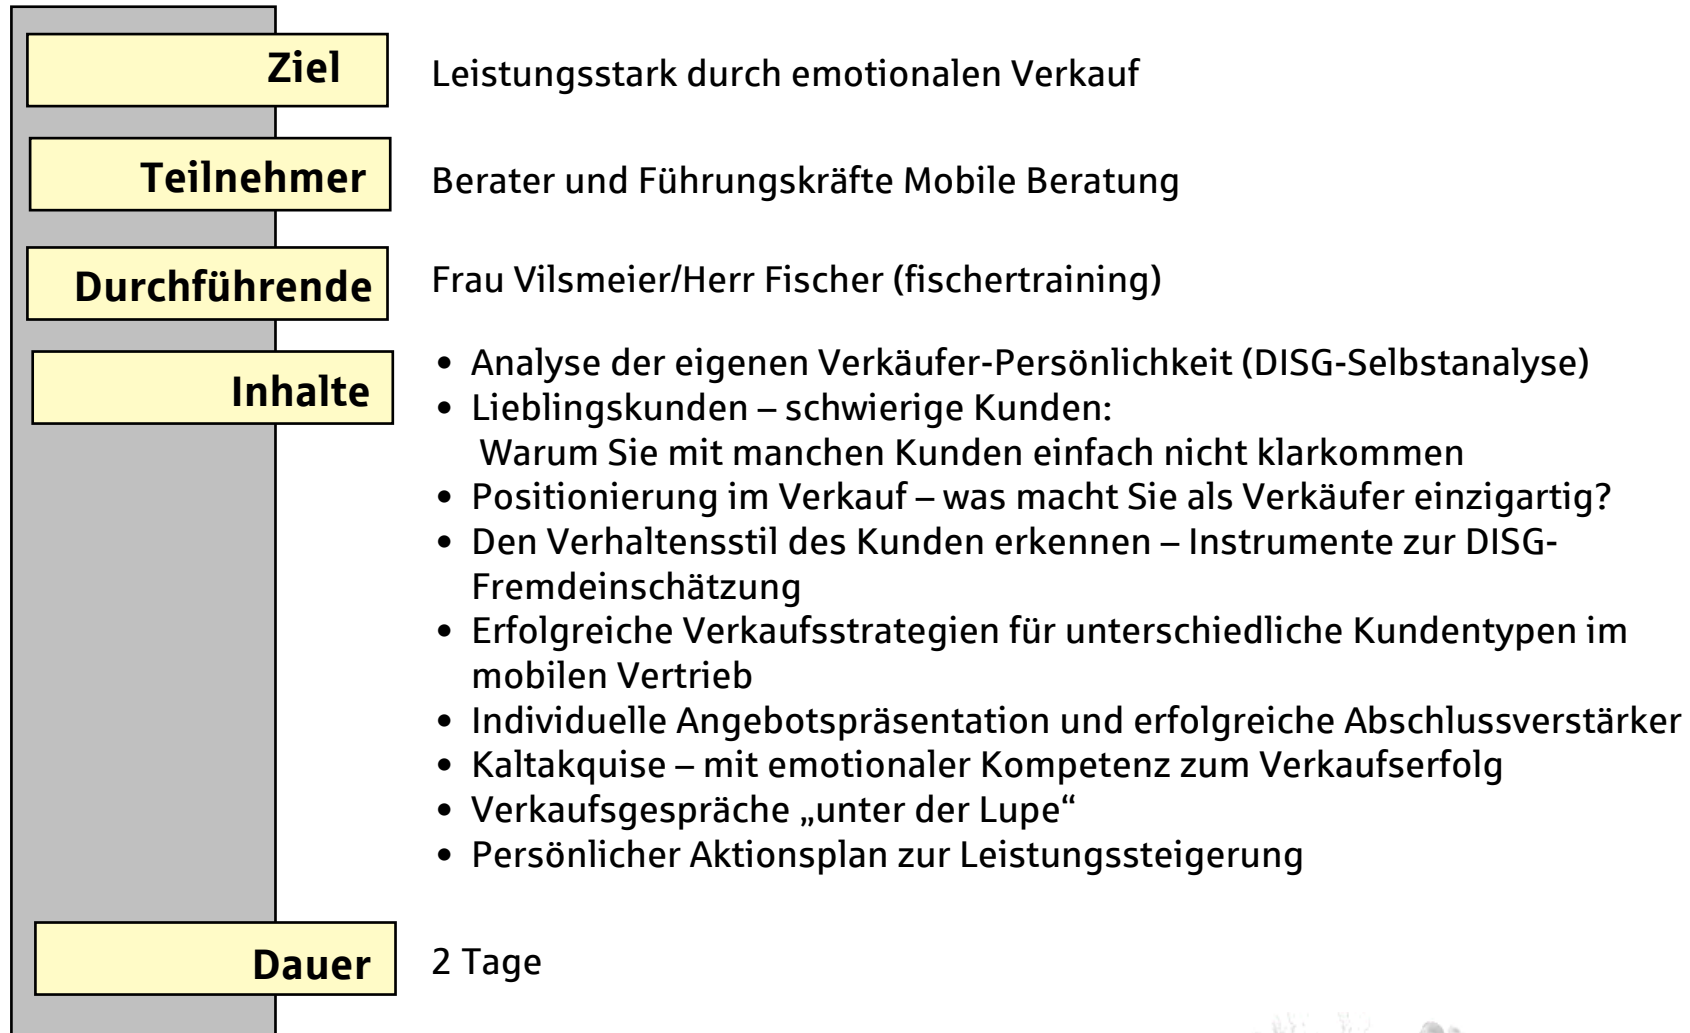 Ziel
Leistungsstark durch emotionalen Verkauf
Teilnehmer
Berater und Führungskräfte Mobile Beratung
Durchführende
Frau Vilsmeier/Herr Fischer (fischertraining)
Inhalte
• Analyse der eigenen Verkäufer-Persönlichkeit (DISG-Selbstanalyse)
• Lieblingskunden – schwierige Kunden:
Warum Sie mit manchen Kunden einfach nicht klarkommen
• Positionierung im Verkauf – was macht Sie als Verkäufer einzigartig?
• Den Verhaltensstil des Kunden erkennen – Instrumente zur DISG-
Fremdeinschätzung
• Erfolgreiche Verkaufsstrategien für unterschiedliche Kundentypen im
mobilen Vertrieb
• Individuelle Angebotspräsentation und erfolgreiche Abschlussverstärker
• Kaltakquise – mit emotionaler Kompetenz zum Verkaufserfolg
• Verkaufsgespräche „unter der Lupe“
• Persönlicher Aktionsplan zur Leistungssteigerung
Dauer
2 Tage